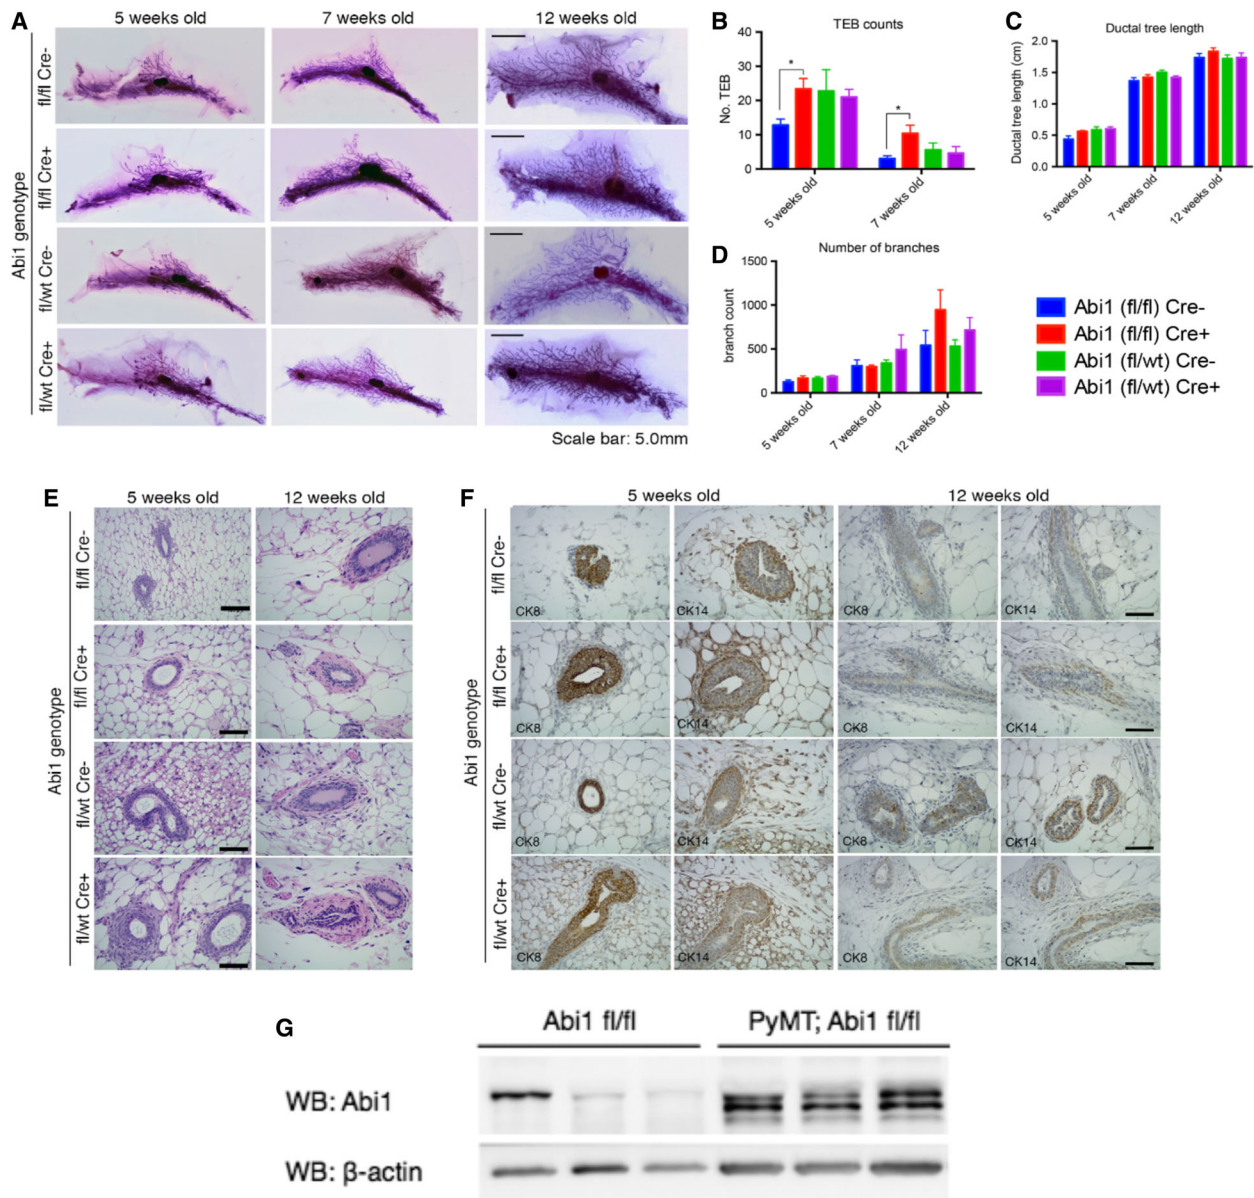 A
5 weeks old
7 weeks old
12 weeks old
Abi1 genotype
fl/fl Cre-
fl/fl Cre+
fl/wt Cre-
fl/wt Cre+
Scale bar: 5.0mm
B
TEB counts
No. TEB
40
30
20
10
0
*
*
5 weeks old
7 weeks old
C
Ductal tree length
Ductal tree length (cm)
2.0
1.5
1.0
0.5
0.0
5 weeks old
7 weeks old
12 weeks old
D
Number of branches
branch count
1500
1000
500
0
5 weeks old
7 weeks old
12 weeks old
Abi1 (fl/fl) Cre-
Abi1 (fl/fl) Cre+
Abi1 (fl/wt) Cre-
Abi1 (fl/wt) Cre+
E
5 weeks old
12 weeks old
Abi1 genotype
fl/fl Cre-
fl/fl Cre+
fl/wt Cre-
fl/wt Cre+
F
5 weeks old
12 weeks old
Abi1 genotype
fl/fl Cre-
CK8
CK14
CK8
CK14
fl/fl Cre+
CK8
CK14
CK8
CK14
fl/wt Cre-
CK8
CK14
CK8
CK14
fl/wt Cre+
CK8
CK14
CK8
CK14
G
Abi1 fl/fl
PyMT; Abi1 fl/fl
WB: Abi1
WB: β-actin